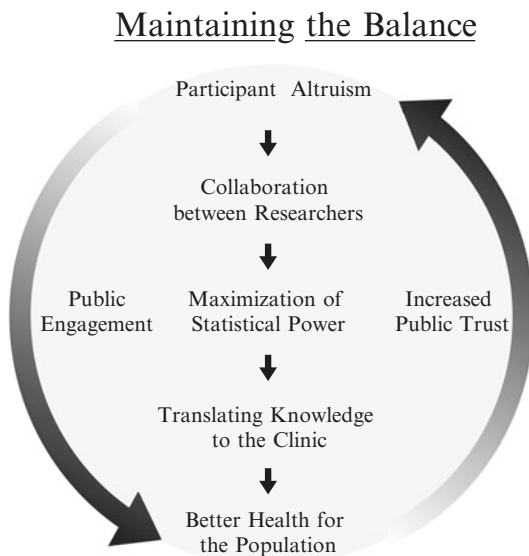 Maintaining the Balance
Participant Altruism
Collaboration
between Researchers
Public
Engagement
Maximization of
Statistical Power
Increased
Public Trust
Translating Knowledge
to the Clinic
Better Health for
the Population